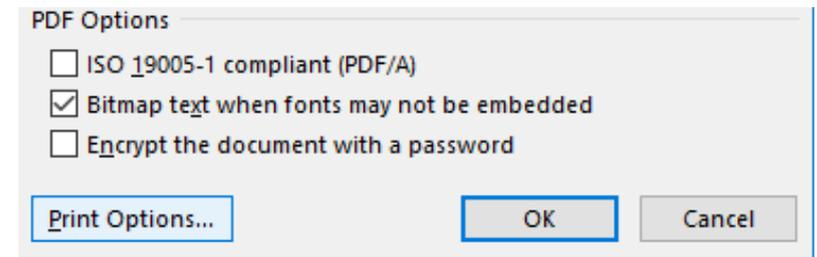 PDF Options
ISO 19005-1 compliant (PDF/A)
Bitmap text when fonts may not be embedded
Encrypt the document with a password
Print Options... OK Cancel